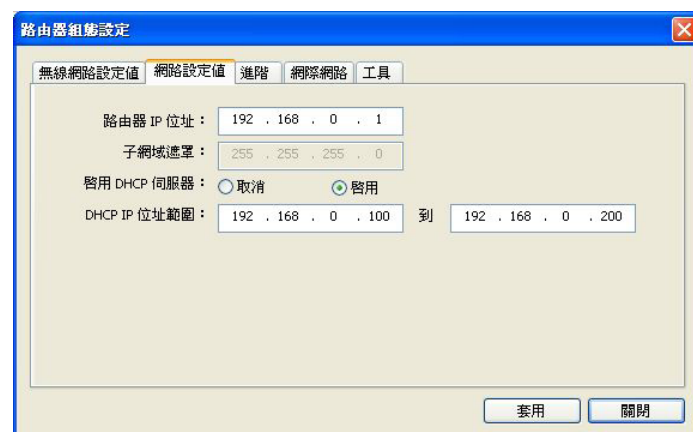 路由器組態設定
無線網路設定值 網路設定值 進階 網際網路 工具
路由器 IP 位址： 192 . 168 . 0 . 1
子網域遮罩： 255 . 255 . 255 . 0
啟用 DHCP 伺服器： 取消 啟用
DHCP IP 位址範圍： 192 . 168 . 0 . 100 到 192 . 168 . 0 . 200
套用 關閉